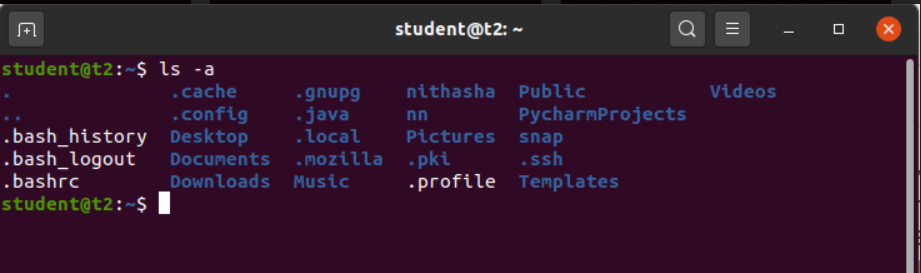 student@t2: ~
student@t2:~$ ls -a
. .cache .gnupg nithasha Public Videos
.. .config .java nn PycharmProjects
.bash_history Desktop .local Pictures snap
.bash_logout Documents .mozilla .pki .ssh
.bashrc Downloads Music .profile Templates
student@t2:~$